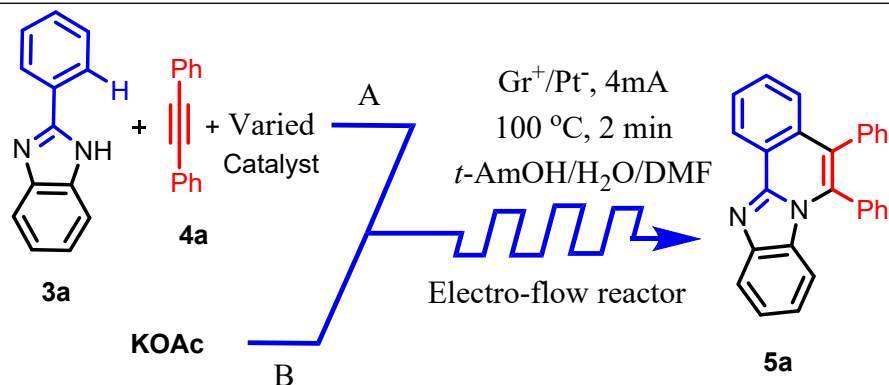 H
N
NH
3a
+
Ph
Ph
4a
+
Varied
Catalyst
A
KOAc
B
Gr⁺/Pt⁻, 4mA
100 °C, 2 min
t-AmOH/H₂O/DMF
Electro-flow reactor
Ph
Ph
N
N
5a